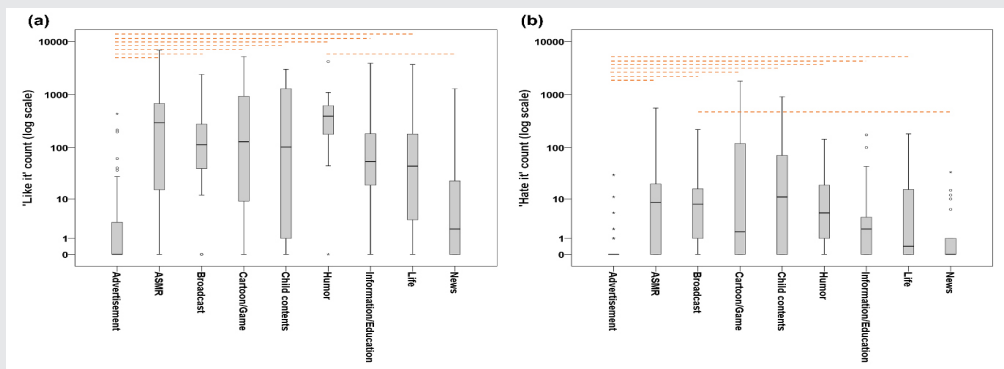 (a)
'Like it' count (log scale)
10000
1000
100
10
1
0
Advertisement
ASMR
Broadcast
Cartoon/Game
Child contents
Humor
Information/Education
Life
News
(b)
'Hate it' count (log scale)
10000
1000
100
10
1
0
Advertisement
ASMR
Broadcast
Cartoon/Game
Child contents
Humor
Information/Education
Life
News